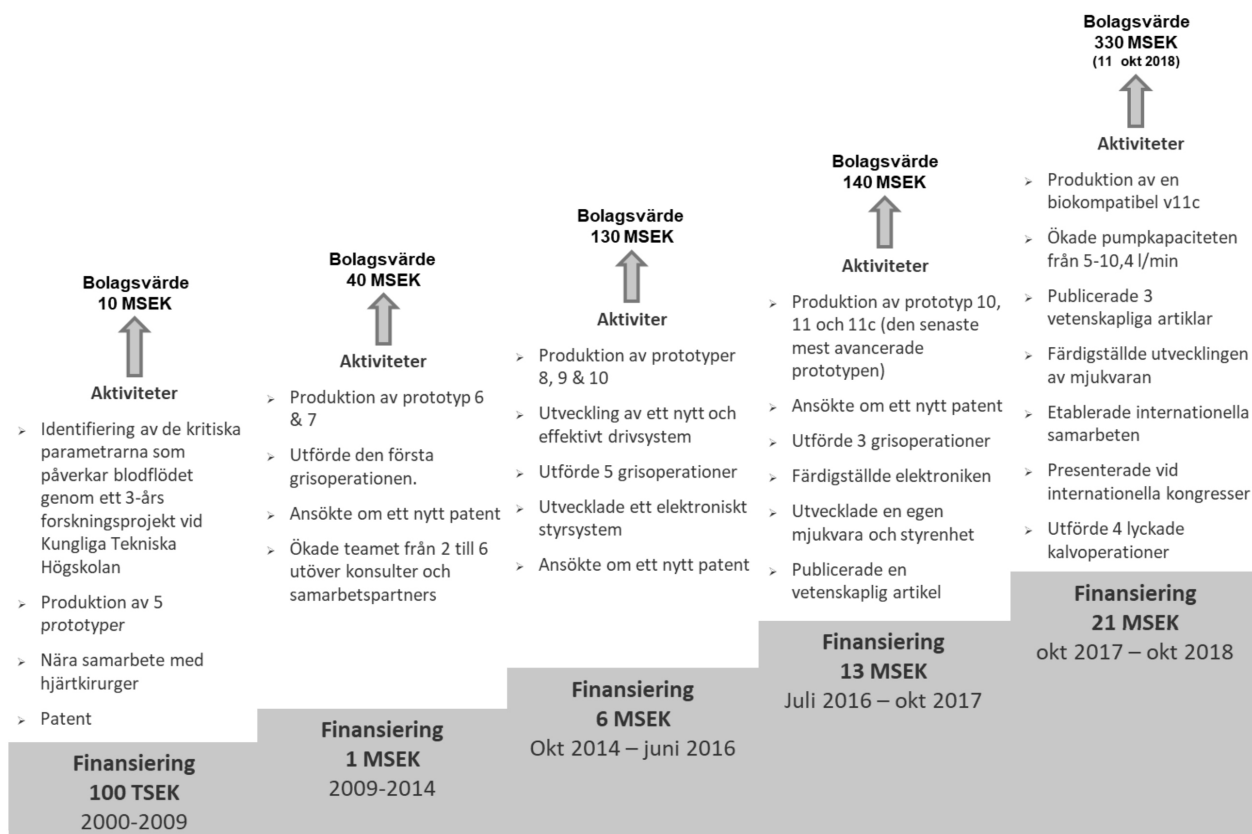 Bolagsvärde
10 MSEK
Aktiviteter
➢ Identifiering av de kritiska
parametrarna som
påverkar blodflödet
genom ett 3-års
forskningsprojekt vid
Kungliga Tekniska
Högskolan
➢ Produktion av 5
prototyper
➢ Nära samarbete med
hjärtkirurger
➢ Patent
Finansiering
100 TSEK
2000-2009
Bolagsvärde
40 MSEK
Aktiviteter
➢ Produktion av prototyp 6
& 7
➢ Utförde den första
grisoperationen.
➢ Ansökte om ett nytt patent
➢ Ökade teamet från 2 till 6
utöver konsulter och
samarbetspartners
Finansiering
1 MSEK
2009-2014
Bolagsvärde
130 MSEK
Aktiviter
➢ Produktion av prototyper
8, 9 & 10
➢ Utveckling av ett nytt och
effektivt drivsystem
➢ Utförde 5 grisoperationer
➢ Utvecklade ett elektroniskt
styrsystem
➢ Ansökte om ett nytt patent
Finansiering
6 MSEK
Okt 2014 – juni 2016
Bolagsvärde
140 MSEK
Aktiviteter
➢ Produktion av prototyp 10,
11 och 11c (den senaste
mest avancerade
prototypen)
➢ Ansökte om ett nytt patent
➢ Utförde 3 grisoperationer
➢ Färdigställde elektroniken
➢ Utvecklade en egen
mjukvara och styrenhet
➢ Publicerade en
vetenskaplig artikel
Finansiering
13 MSEK
Juli 2016 – okt 2017
Bolagsvärde
330 MSEK
(11 okt 2018)
Aktiviteter
➢ Produktion av en
biokompatibel v11c
➢ Ökade pumpkapaciteten
från 5-10,4 l/min
➢ Publicerade 3
vetenskapliga artiklar
➢ Färdigställde utvecklingen
av mjukvaran
➢ Etablerade internationella
samarbeten
➢ Presenterade vid
internationella kongresser
➢ Utförde 4 lyckade
kalvoperationer
Finansiering
21 MSEK
okt 2017 – okt 2018